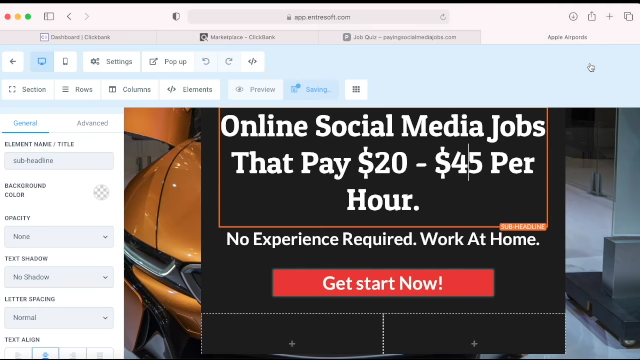 app.entresoft.com
Dashboard | Clickbank
Marketplace - ClickBank
Job Quiz - payingsocialmediajobs.com
Apple Airpords
Settings
Pop up
Section
Rows
Columns
Elements
Preview
Saving..
General
Advanced
ELEMENT NAME / TITLE
sub-headline
BACKGROUND
COLOR
OPACITY
None
TEXT SHADOW
No Shadow
LETTER SPACING
Normal
TEXT ALIGN
Online Social Media Jobs
That Pay $20 - $45 Per
Hour.
SUB-HEADLINE
No Experience Required. Work At Home.
Get start Now!